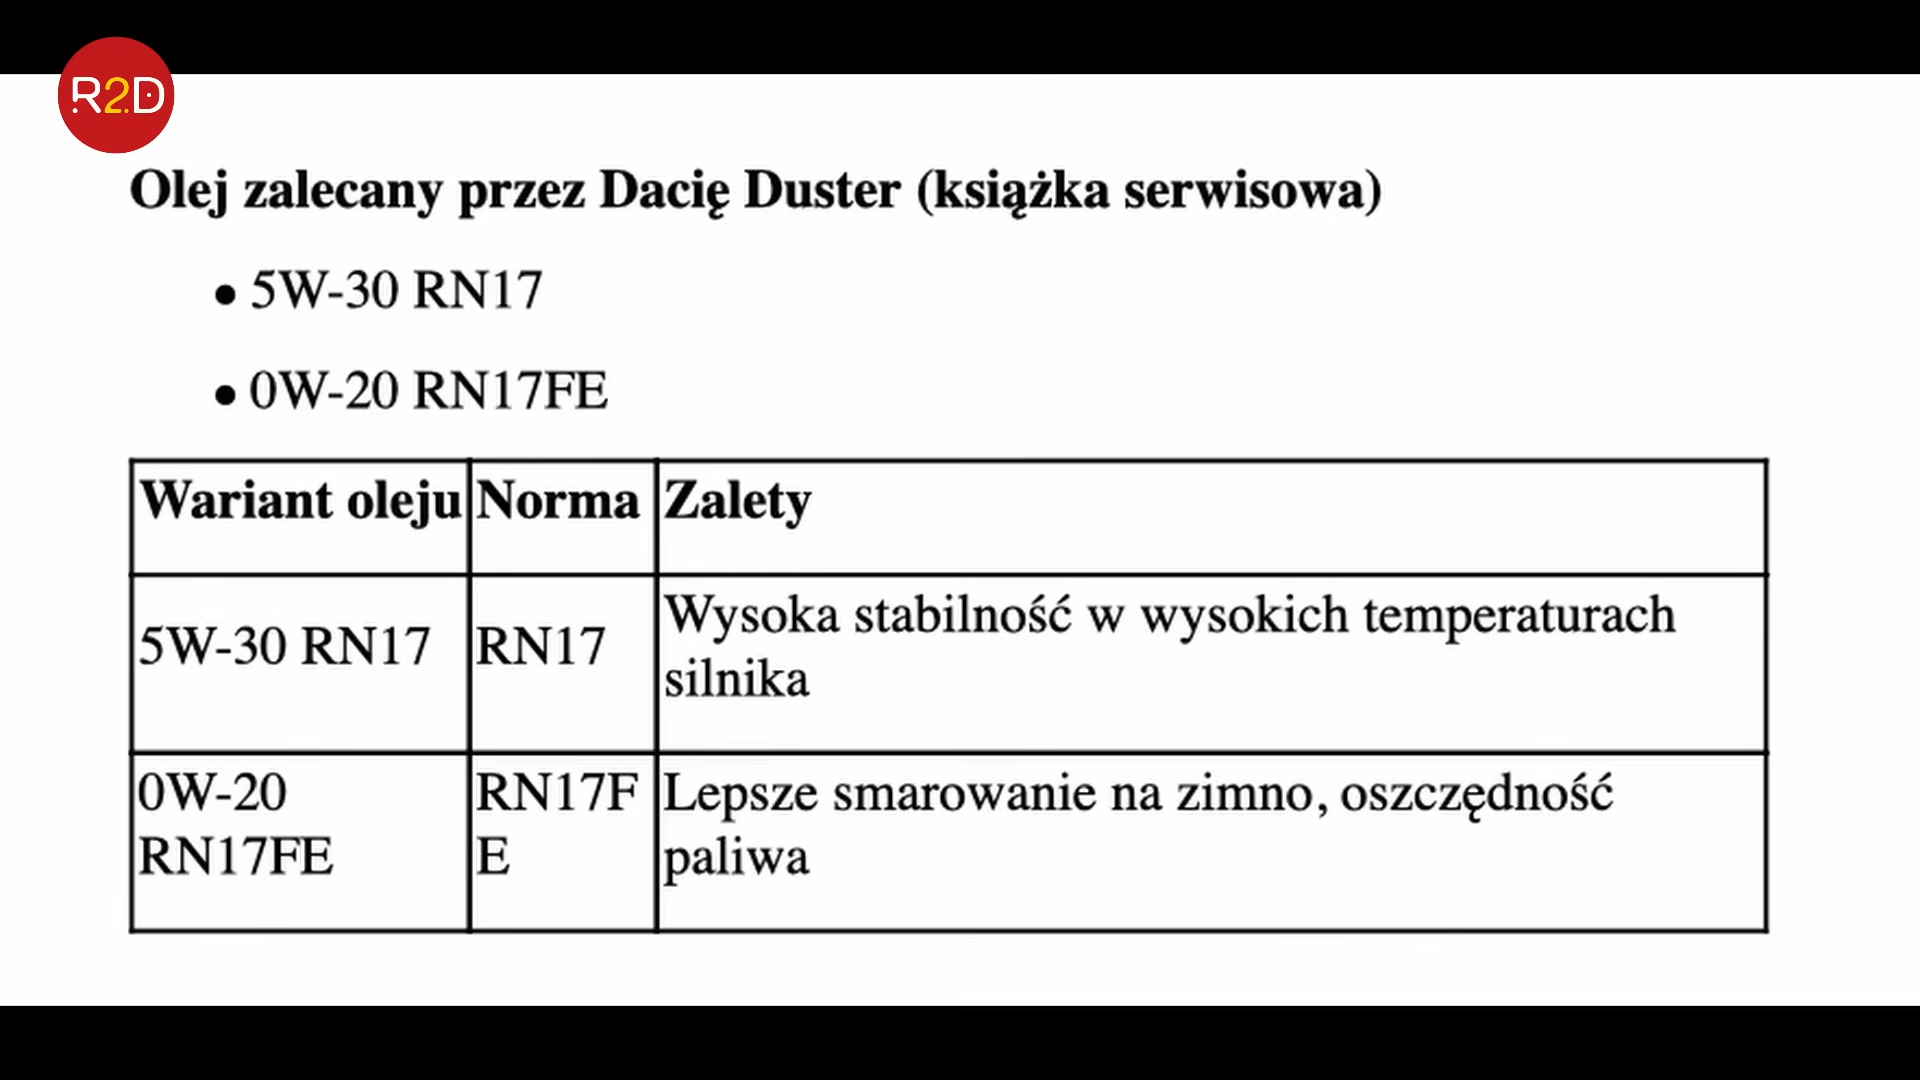 R2D
Olej zalecany przez Dacię Duster (książka serwisowa)
• 5W-30 RN17
• 0W-20 RN17FE
Wariant oleju Norma Zalety
5W-30 RN17 RN17 Wysoka stabilność w wysokich temperaturach
silnika
0W-20 RN17F Lepsze smarowanie na zimno, oszczędność
RN17FE E paliwa